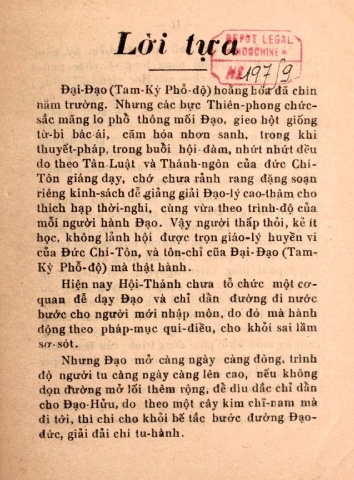 Lời tựa
DEPOT LEGAL
INDOCHINE
Nº 197/9
Đại-Đạo (Tam-Kỳ Phổ-độ) hoằng hóa đã chín
năm trường. Nhưng các bực Thiên-phong chức-
sắc mãng lo phổ thông mối Đạo, gieo hột giống
từ-bi bác-ái, cãm hóa nhơn sanh, trong khi
thuyết-pháp, trong buổi hội-đàm, nhứt nhứt đều
do theo Tân-Luật và Thánh-ngôn của đức Chí-
Tôn giáng dạy, chớ chưa rảnh rang đặng soạn
riêng kinh-sách để giảng giải Đạo-lý cao-thâm cho
thích hạp thời-nghi, cùng vừa theo trình-độ của
mỗi người hành Đạo. Vậy người thấp thỏi, kẻ ít
học, không lãnh hội được trọn giáo-lý huyền vi
của Đức Chí-Tôn, và tôn-chỉ của Đại-Đạo (Tam-
Kỳ Phổ-độ) mà thật hành.
Hiện nay Hội-Thánh chưa tổ chức một cơ-
quan để dạy Đạo và chỉ dẫn đường đi nước
bước cho người mới nhập môn, do đó mà hành
động theo pháp-mục qui-điều, cho khỏi sai lầm
sơ-sót.
Nhưng Đạo mở càng ngày càng đông, trình
độ người tu càng ngày càng lên cao, nếu không
dọn đường mở lối thêm rộng, để dìu dắc chỉ dẫn
cho Đạo-Hữu, do theo một cây kim chĩ-nam mà
đi tới, thì chi cho khỏi bế tắc bước đường Đạo-
đức, giải đải chí tu-hành.